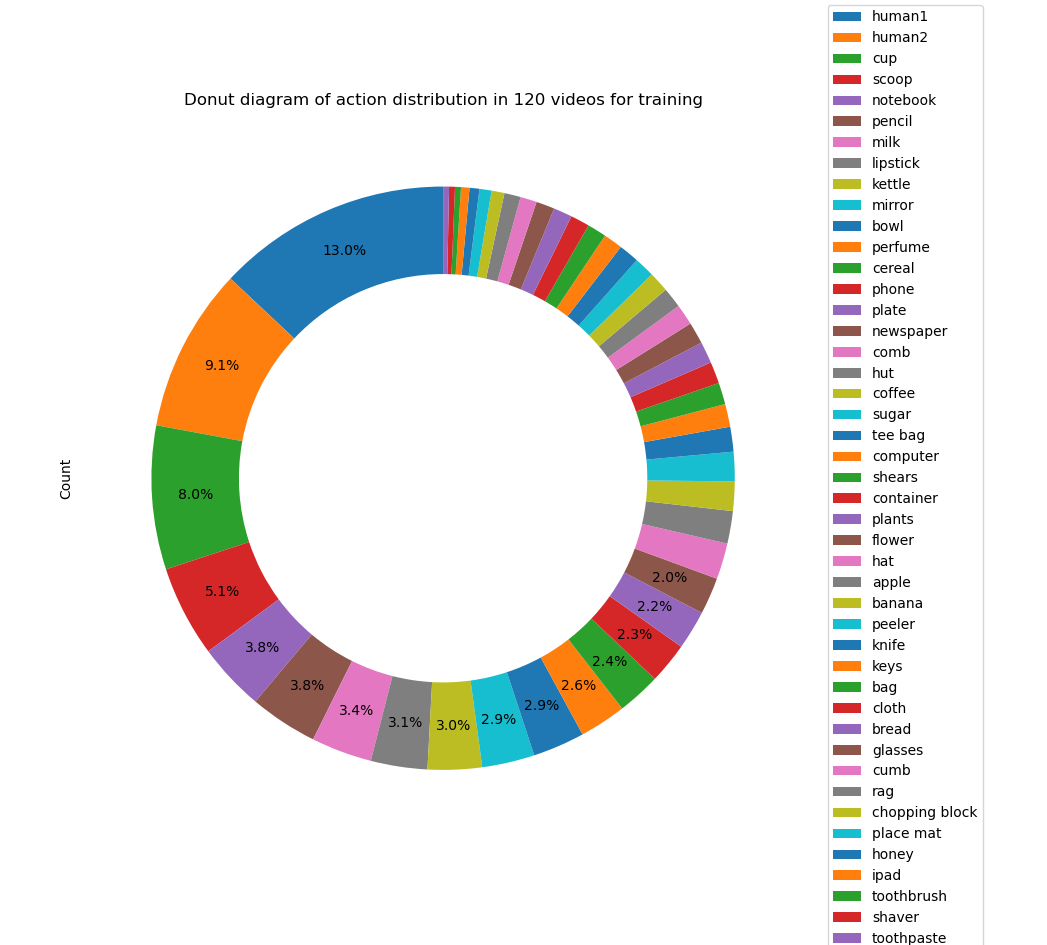 Donut diagram of action distribution in 120 videos for training
Count
13.0%
9.1%
8.0%
5.1%
3.8%
3.8%
3.4%
3.1%
3.0%
2.9%
2.9%
2.6%
2.4%
2.3%
2.2%
2.0%
human1
human2
cup
scoop
notebook
pencil
milk
lipstick
kettle
mirror
bowl
perfume
cereal
phone
plate
newspaper
comb
hut
coffee
sugar
tee bag
computer
shears
container
plants
flower
hat
apple
banana
peeler
knife
keys
bag
cloth
bread
glasses
cumb
rag
chopping block
place mat
honey
ipad
toothbrush
shaver
toothpaste